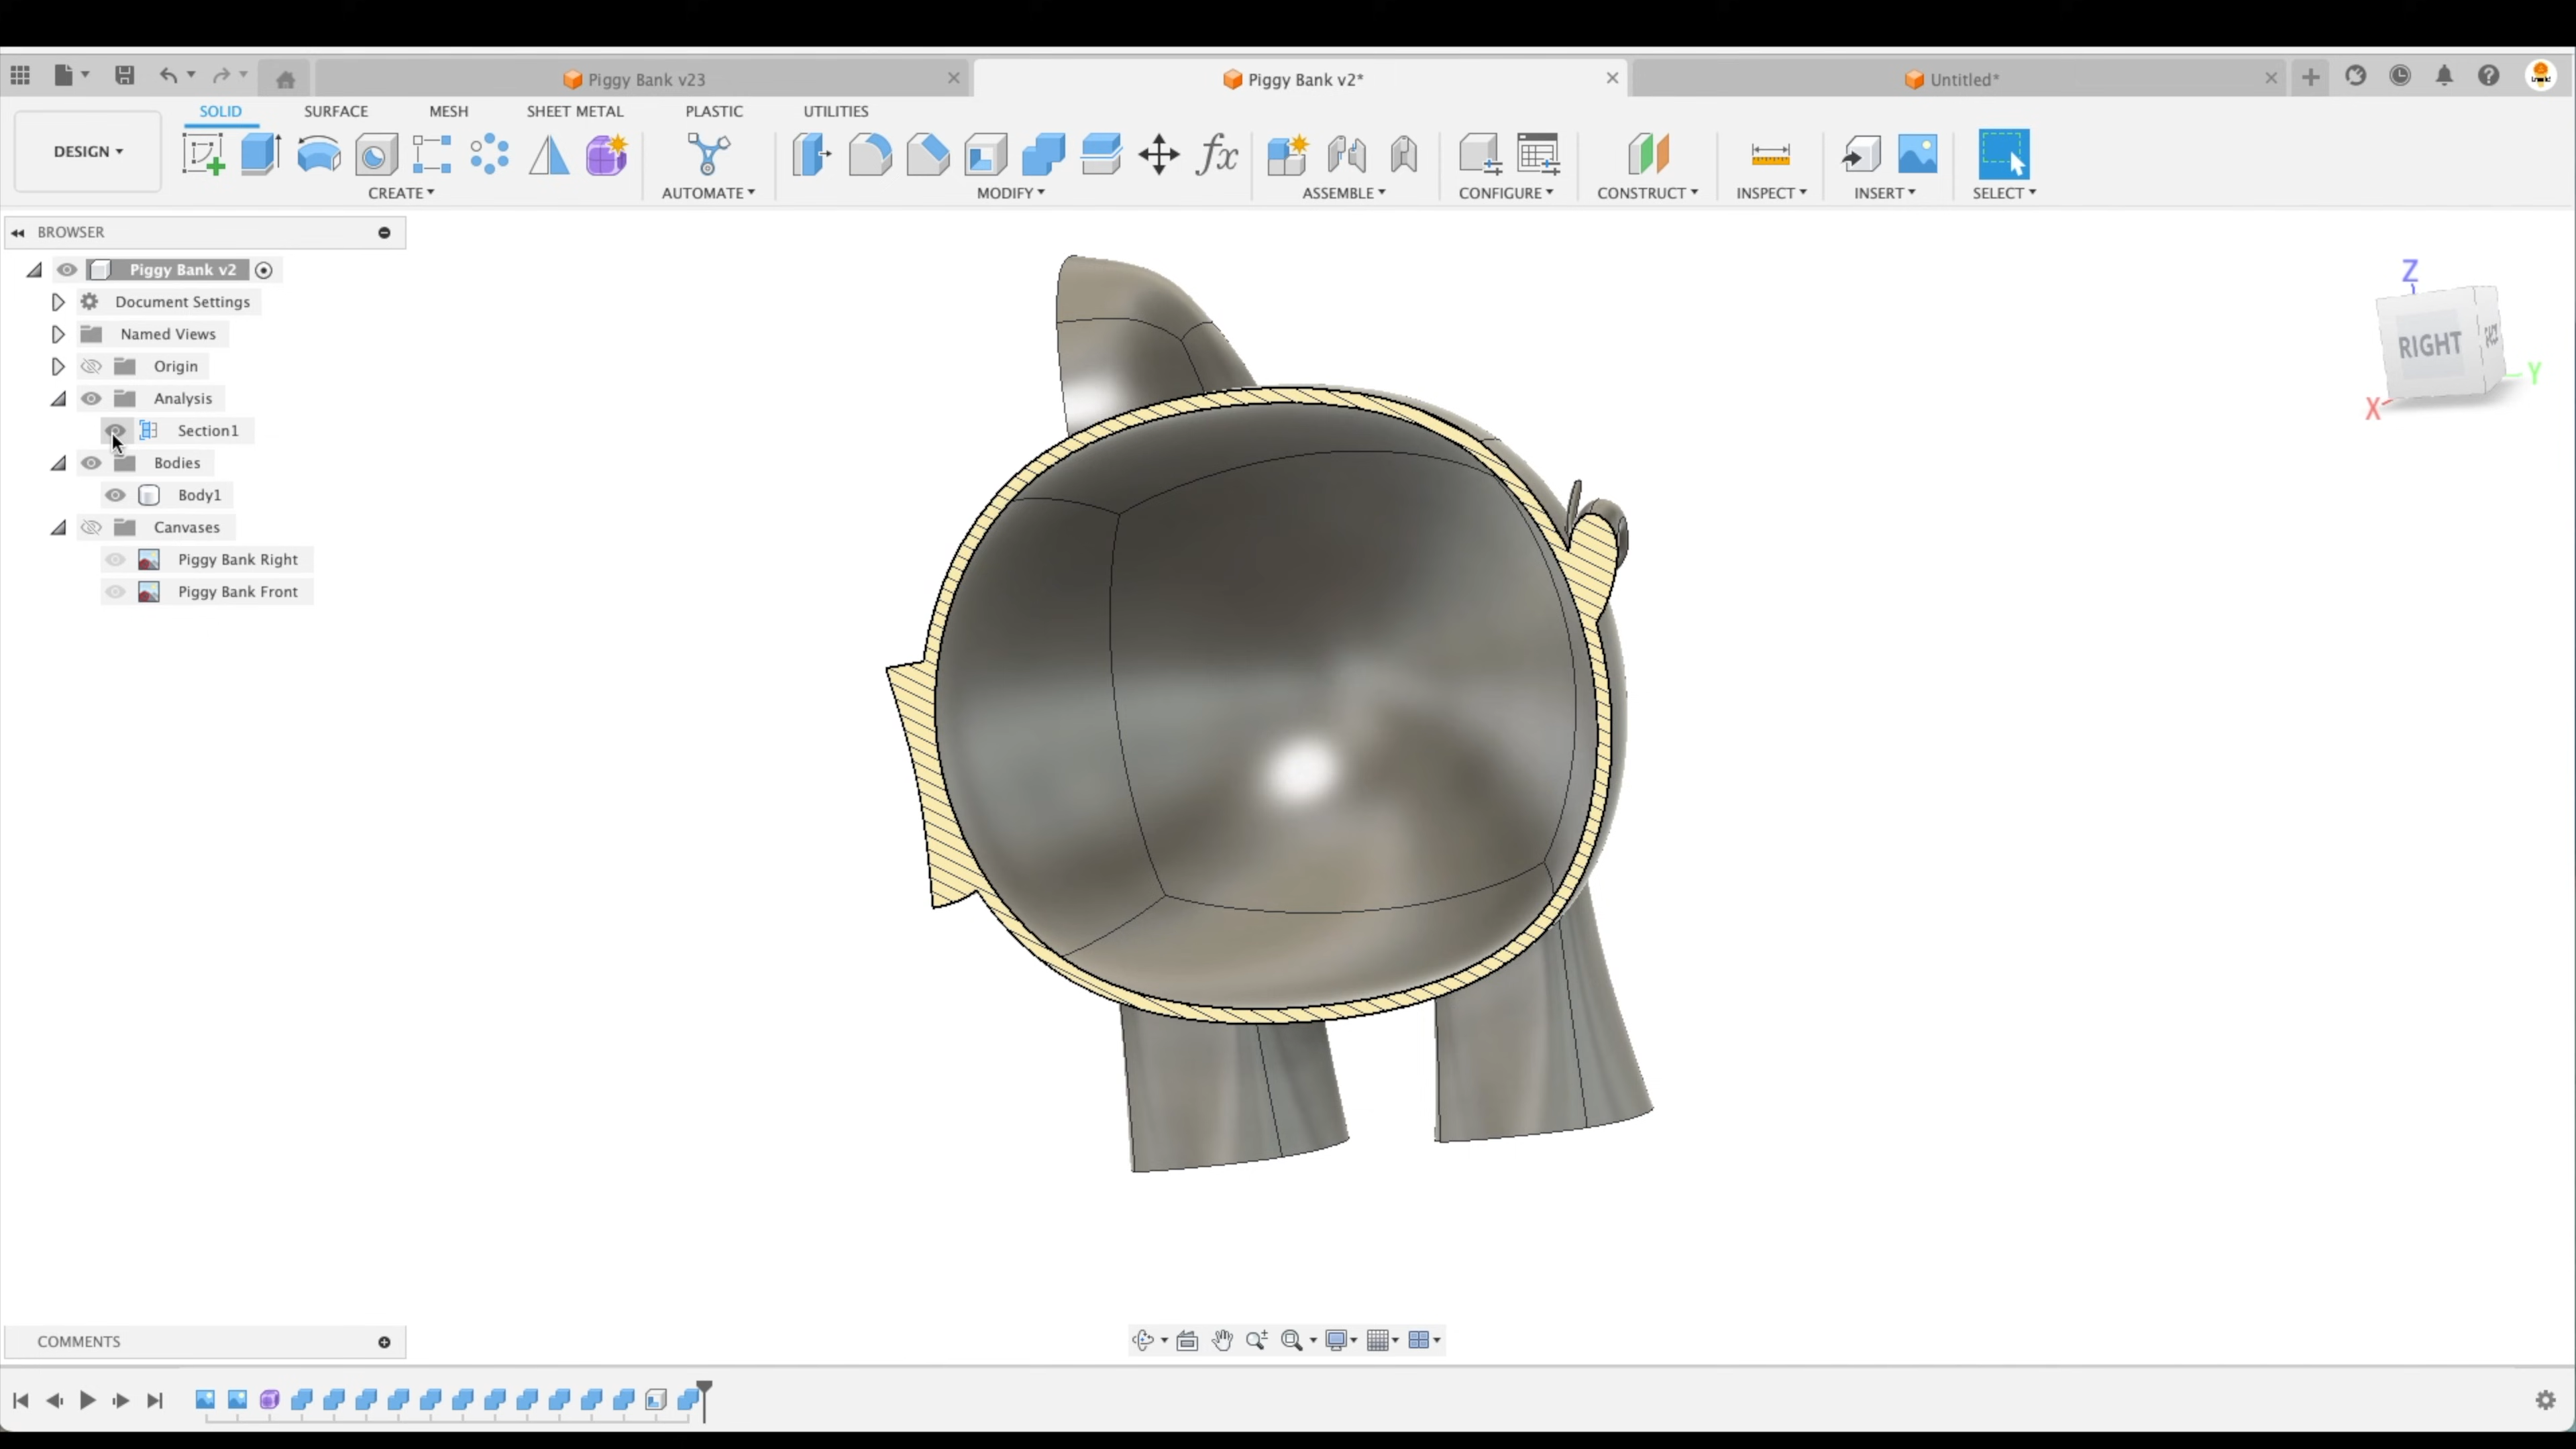 Piggy Bank v23
Piggy Bank v2*
Untitled*
SOLID SURFACE MESH SHEET METAL PLASTIC UTILITIES
DESIGN
CREATE AUTOMATE MODIFY fx ASSEMBLE CONFIGURE CONSTRUCT INSPECT INSERT SELECT
BROWSER
Piggy Bank v2
Document Settings
Named Views
Origin
Analysis
Section1
Bodies
Body1
Canvases
Piggy Bank Right
Piggy Bank Front
Z
RIGHT
Y
X
COMMENTS